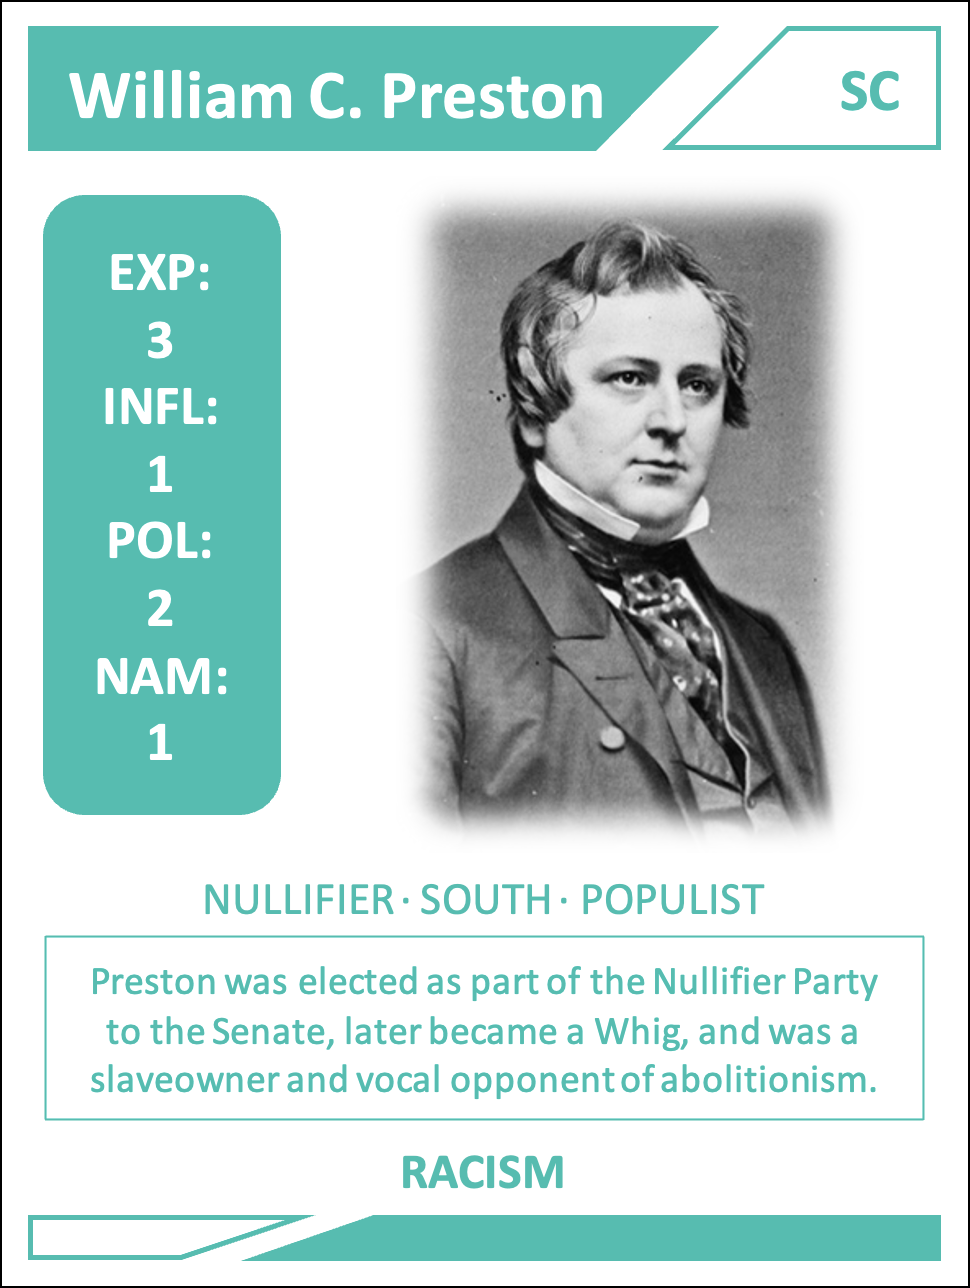 William C. Preston
SC
EXP:
3
INFL:
1
POL:
2
NAM:
1
NULLIFIER · SOUTH · POPULIST
Preston was elected as part of the Nullifier Party
to the Senate, later became a Whig, and was a
slaveowner and vocal opponent of abolitionism.
RACISM